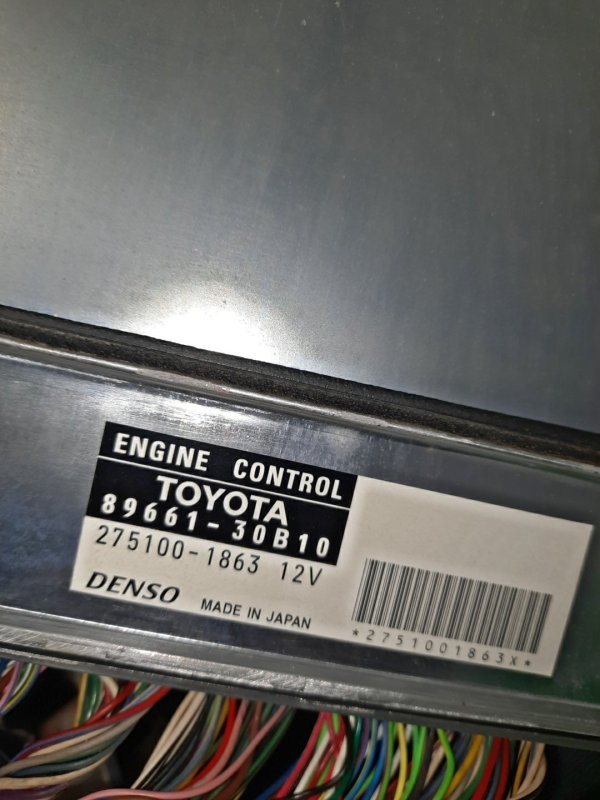 ENGINE CONTROL
TOYOTA
89661-30B10
275100-1863 12V
DENSO MADE IN JAPAN
*2751001863X*